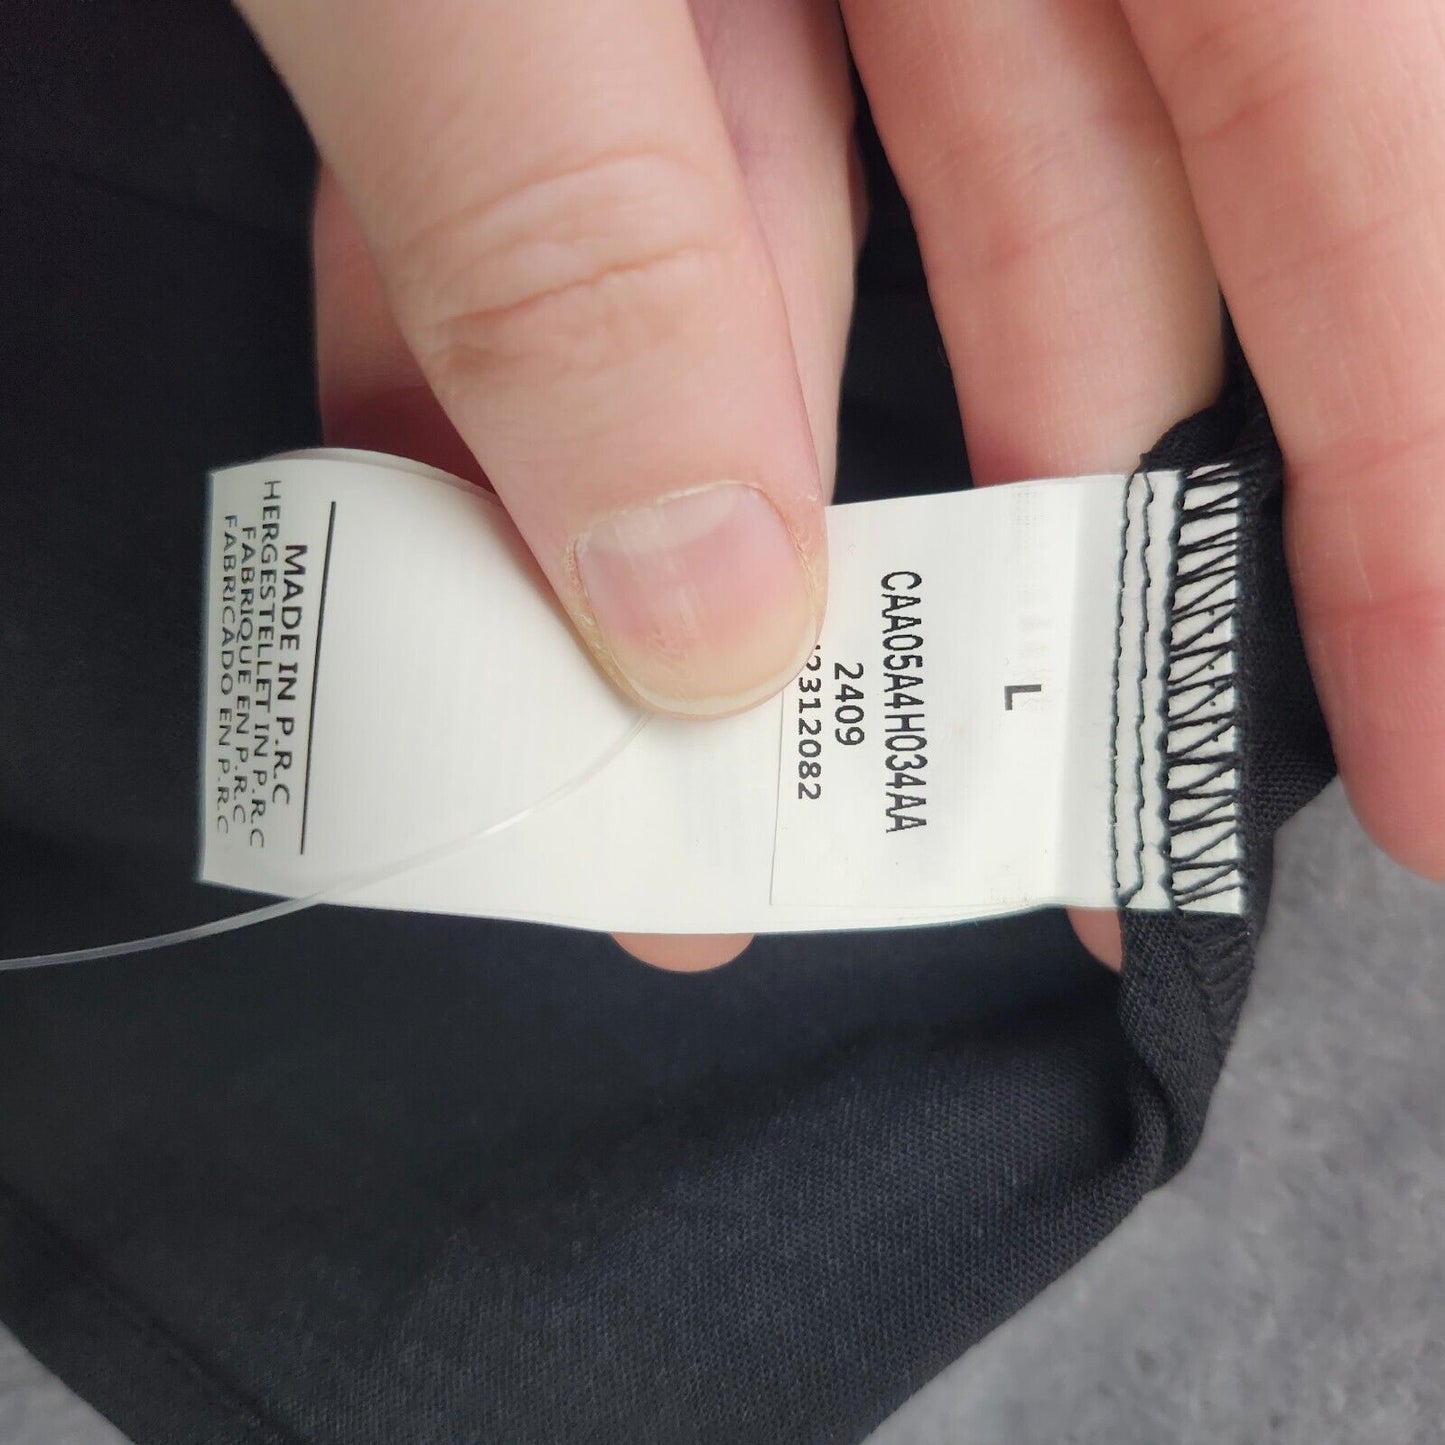 L
CAA05A4H034AA
2409
2312082
MADE IN P.R.C
HERGESTELLET IN P.R.C
FABRIQUE EN P.R.C
FABRICADO EN P.R.C